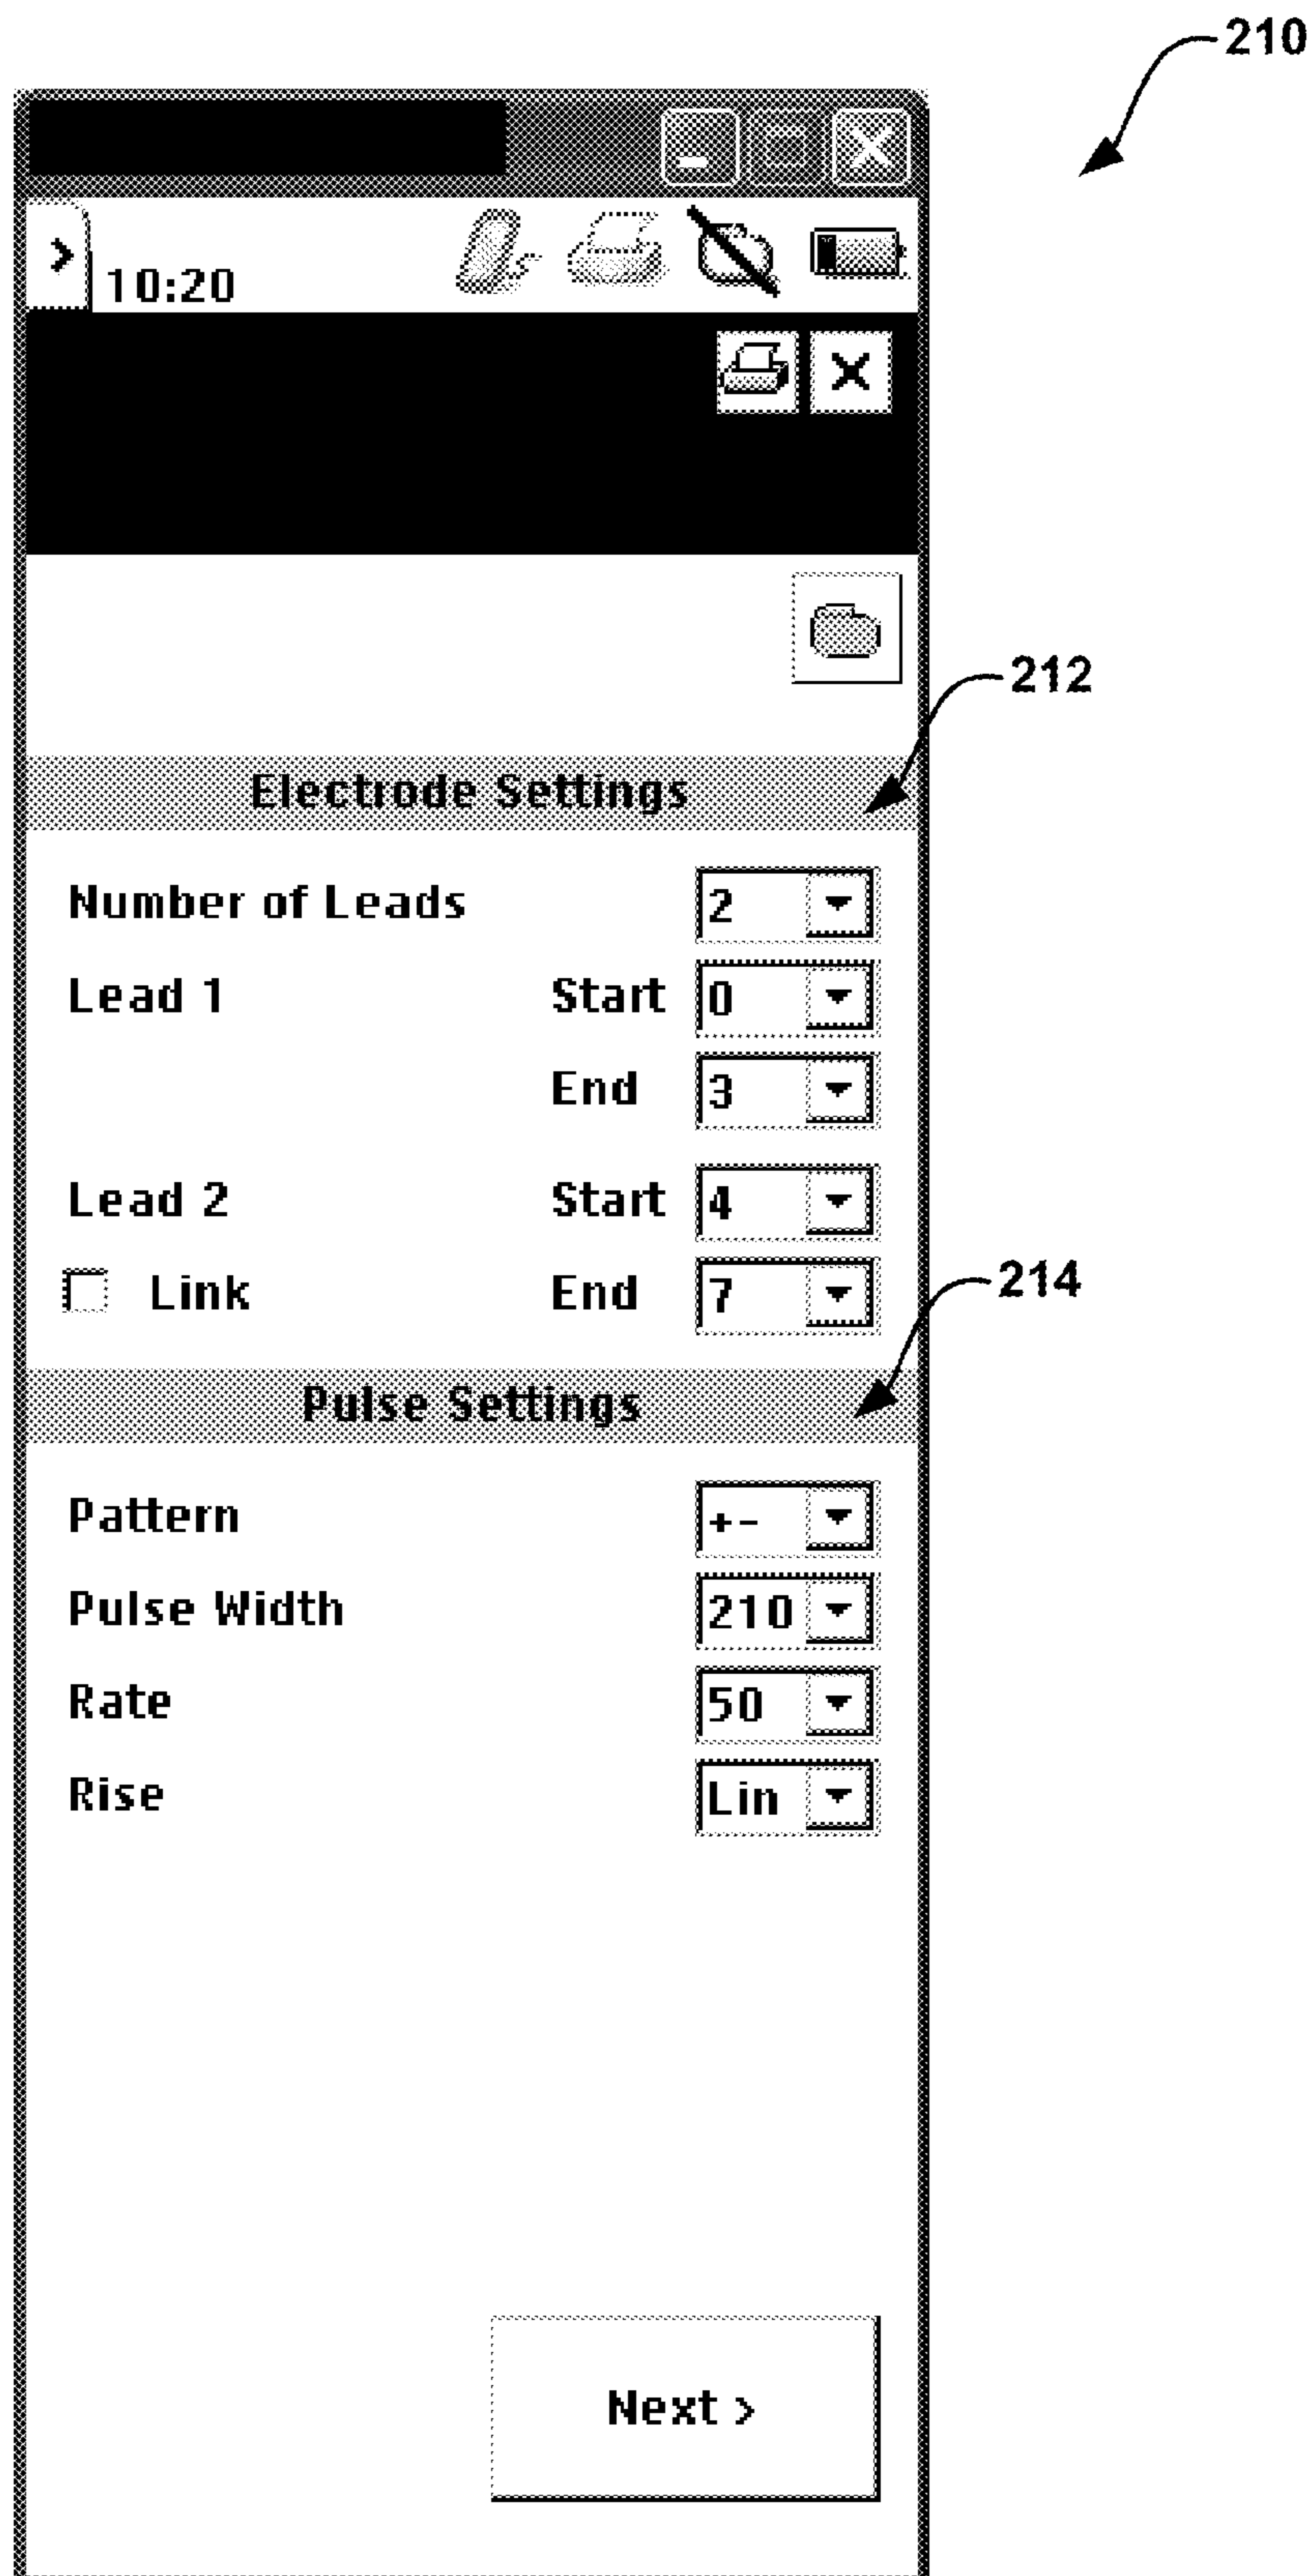 210
10:20
212
Electrode Settings
Number of Leads 2
Lead 1 Start 0
End 3
Lead 2 Start 4
Link End 7
214
Pulse Settings
Pattern +-
Pulse Width 210
Rate 50
Rise Lin
Next >